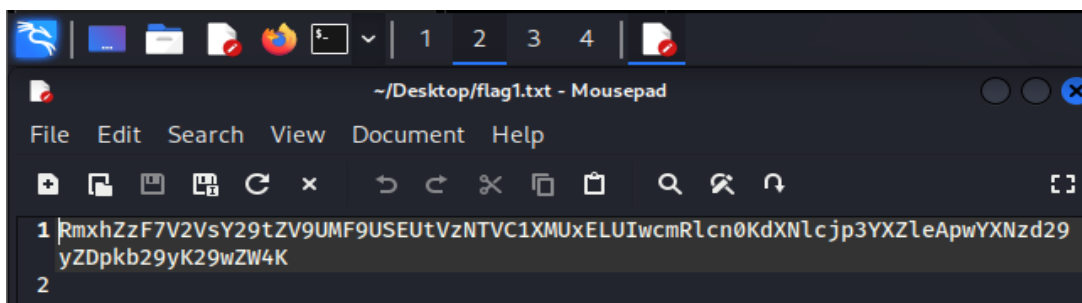 1 2 3 4
~/Desktop/flag1.txt - Mousepad
File Edit Search View Document Help
1 RmxhZzF7V2VsY29tZV9UMF9USEUtVzNTVC1XMUxELUIwcmRlcn0KdXNlcjp3YXZleApwYXNzd29
yZDpkb29yK29wZW4K
2